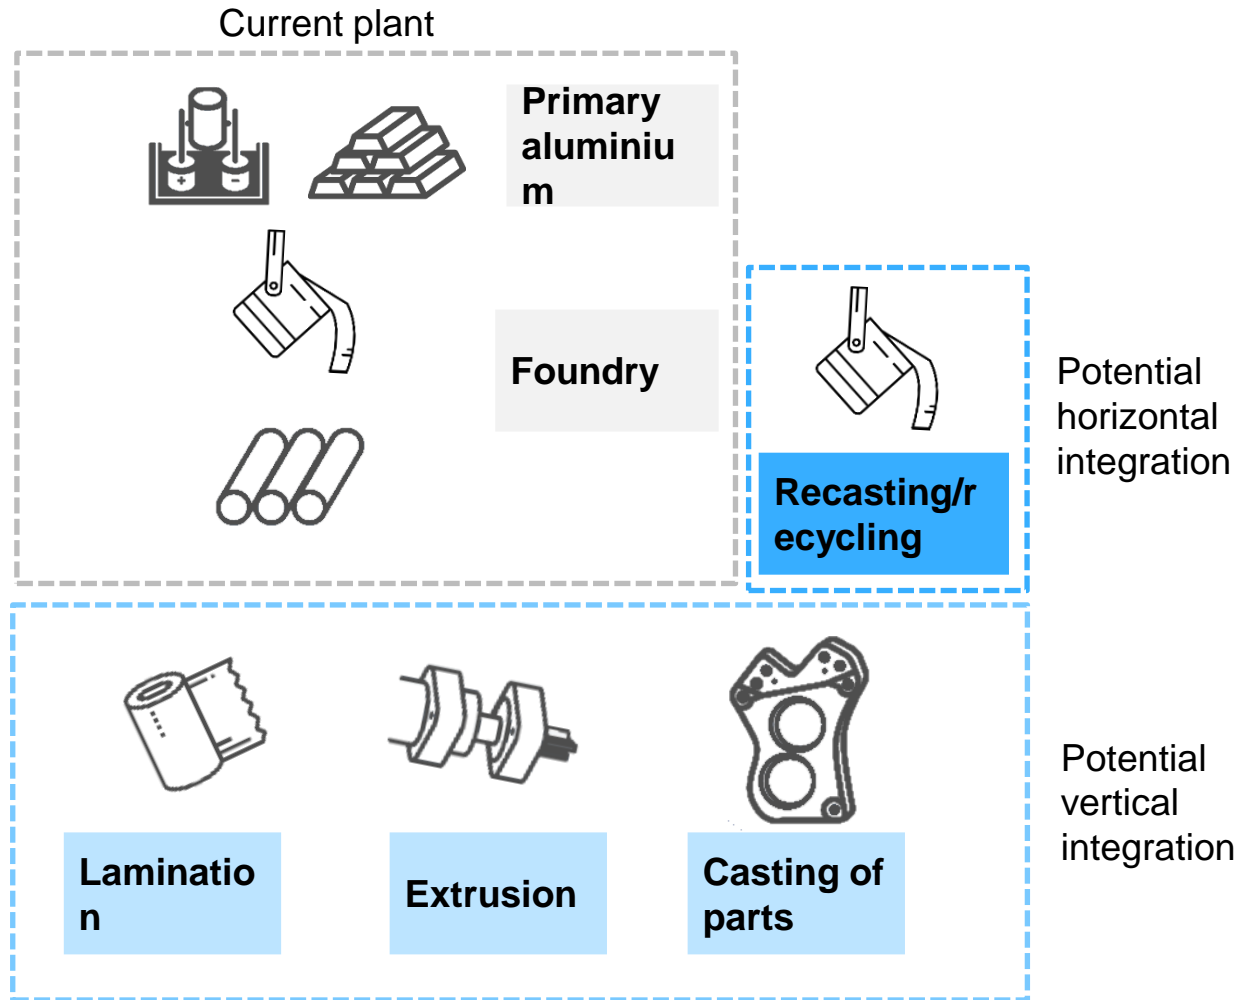 Current plant
Primary
aluminiu
m
Foundry
Recasting/r
ecycling
Potential
horizontal
integration
Laminatio
n
Extrusion
Casting of
parts
Potential
vertical
integration